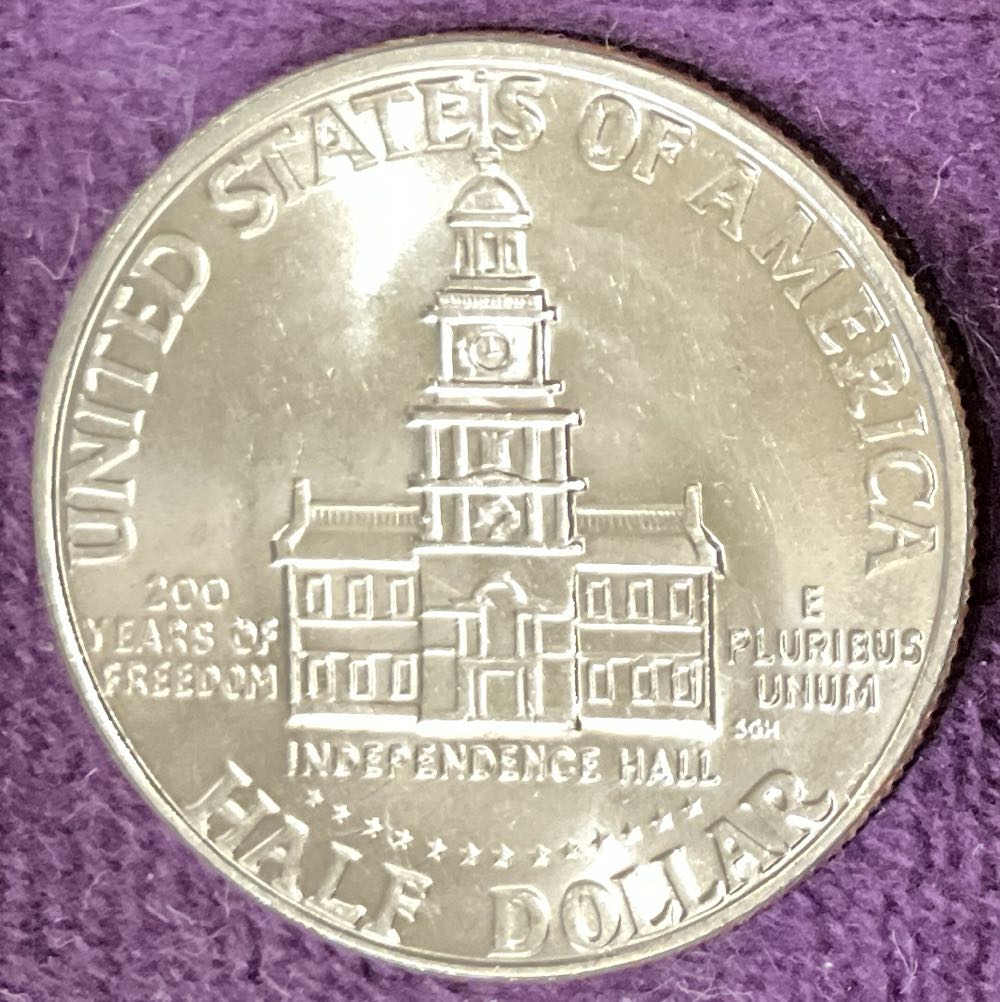 UNITED STATES OF AMERICA
200
YEARS OF
FREEDOM
E
PLURIBUS
UNUM
SGH
INDEPENDENCE HALL
HALF DOLLAR